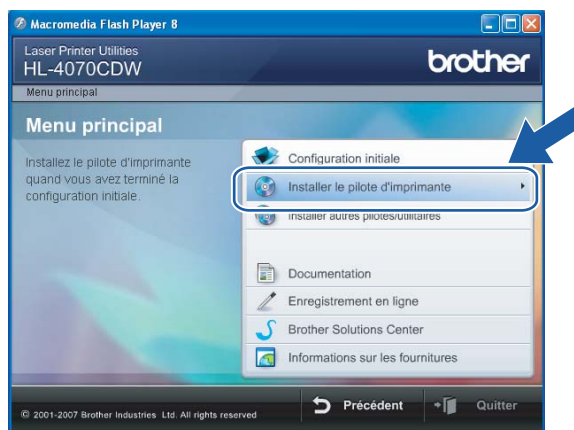 Macromedia Flash Player 8
Laser Printer Utilities
HL-4070CDW
brother
Menu principal
Menu principal
Installez le pilote d'imprimante
quand vous avez terminé la
configuration initiale.
Configuration initiale
Installer le pilote d'imprimante
Installer autres pilotes/utilitaires
Documentation
Enregistrement en ligne
Brother Solutions Center
Informations sur les fournitures
© 2001-2007 Brother Industries Ltd. All rights reserved
Précédent
Quitter